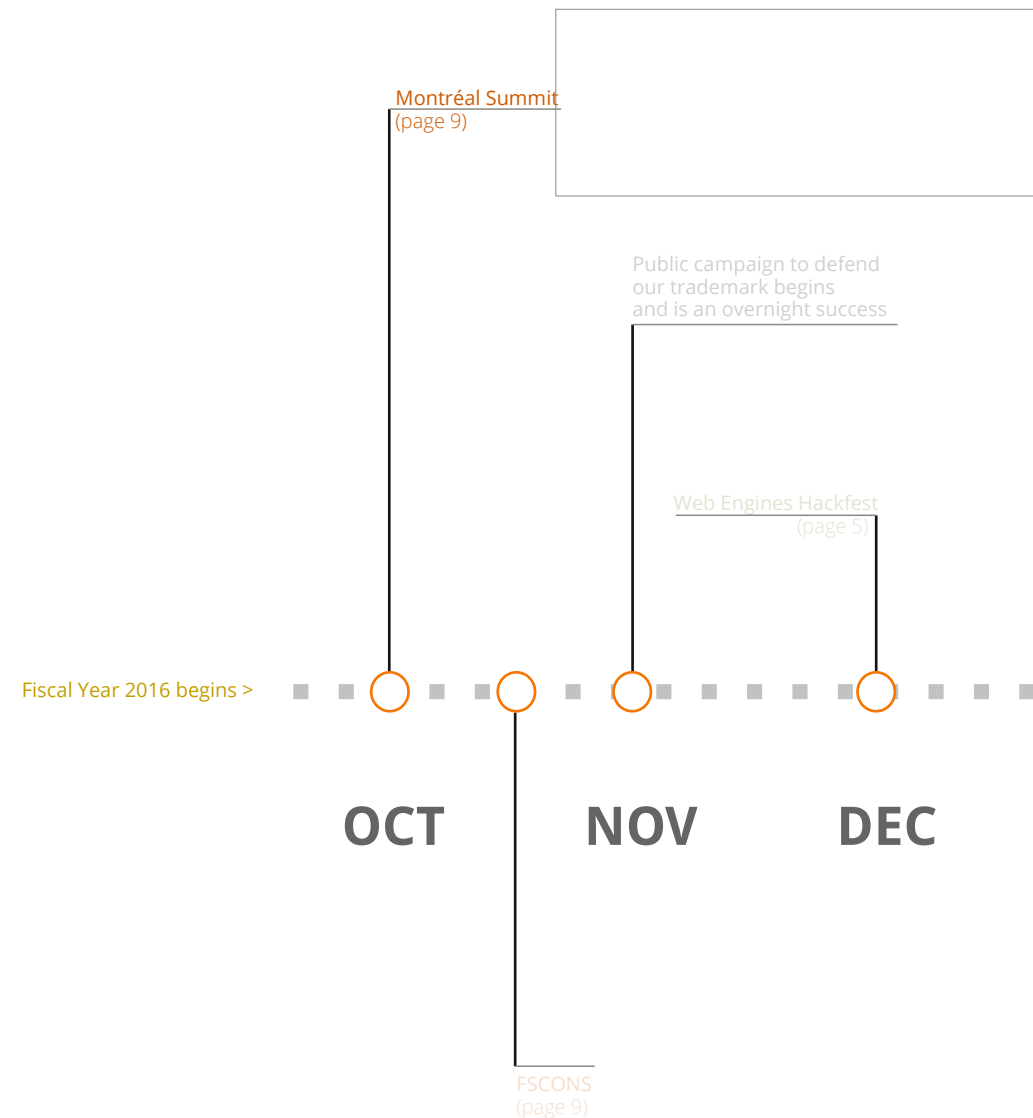 Montréal Summit
(page 9)
Public campaign to defend
our trademark begins
and is an overnight success
Web Engines Hackfest
(page 5)
Fiscal Year 2016 begins >
OCT
NOV
DEC
FSCONS
(page 9)